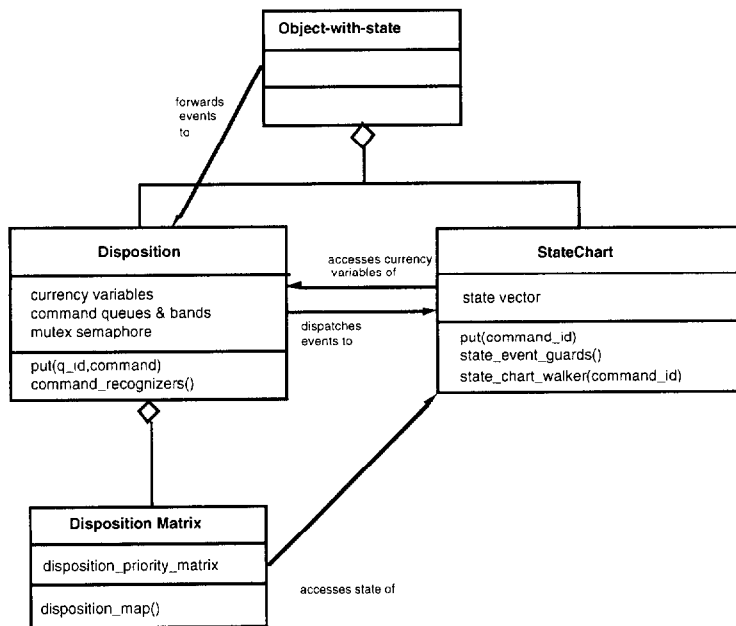 Object-with-state
forwards
events
to
Disposition
currency variables
command queues & bands
mutex semaphore
put(q_id,command)
command_recognizers()
accesses currency
variables of
dispatches
events to
StateChart
state vector
put(command_id)
state_event_guards()
state_chart_walker(command_id)
Disposition Matrix
disposition_priority_matrix
disposition_map()
accesses state of